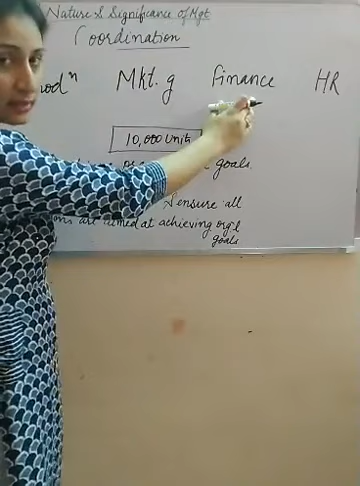 Nature & Significance of Mgt
Coordination
odⁿ Mkt.g Finance HR
10,000 Units
goals.
& ensure all
are aimed at achieving org'l
goals